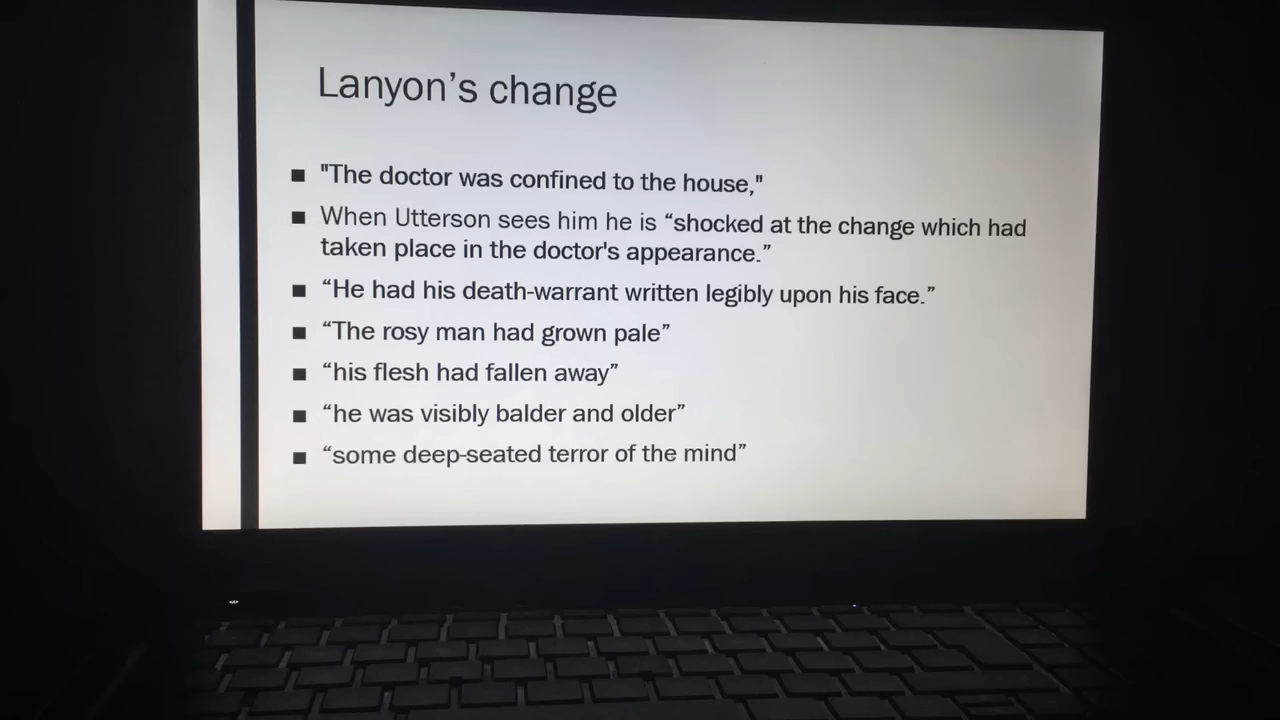 Lanyon’s change
■ "The doctor was confined to the house,"
■ When Utterson sees him he is “shocked at the change which had
taken place in the doctor's appearance.”
■ “He had his death-warrant written legibly upon his face.”
■ “The rosy man had grown pale”
■ “his flesh had fallen away”
■ “he was visibly balder and older”
■ “some deep-seated terror of the mind”